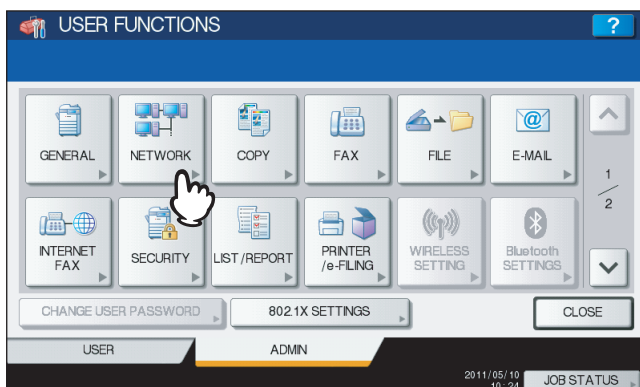 USER FUNCTIONS
?
GENERAL
NETWORK
COPY
FAX
FILE
E-MAIL
1
2
INTERNET
FAX
SECURITY
LIST/REPORT
PRINTER
/e-FILING
WIRELESS
SETTING
Bluetooth
SETTINGS
CHANGE USER PASSWORD
802.1X SETTINGS
CLOSE
USER
ADMIN
2011/05/10
10:24
JOB STATUS